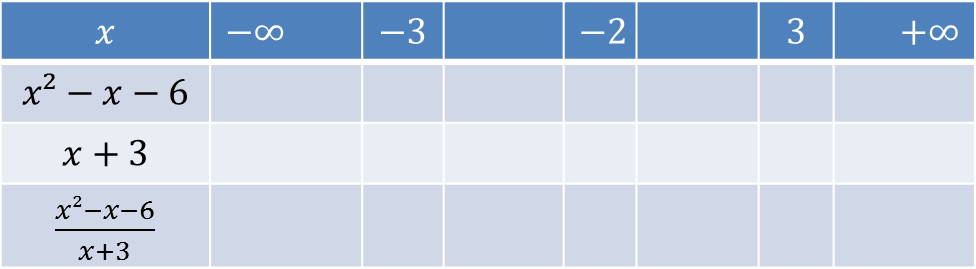 x −∞ −3 −2 3 +∞
x² − x − 6
x + 3
x²−x−6
x+3